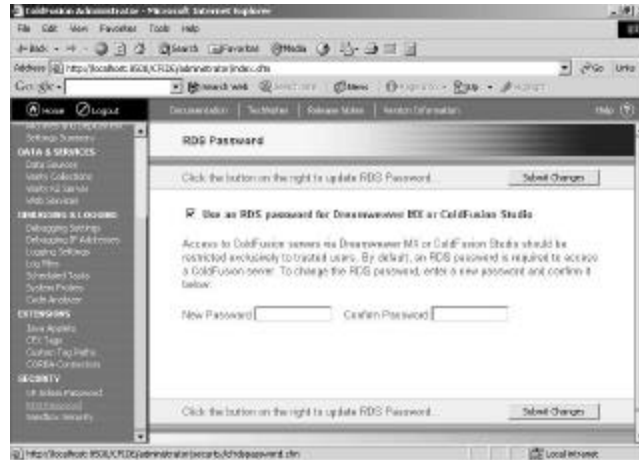 ColdFusion Administrator - Microsoft Internet Explorer
File Edit View Favorites Tools Help
Back Search Favorites Media
Address http://localhost:8500/CFIDE/administrator/index.cfm Go Links
Google Search Web
Home Logout Documentation TechNotes Release Notes Version Information Help
Settings Summary
DATA & SERVICES
Data Sources
Verity Collections
Verity K2 Server
Web Services
DEBUGGING & LOGGING
Debugging Settings
Debugging IP Addresses
Logging Settings
Log Files
Scheduled Tasks
System Probes
Code Analyzer
EXTENSIONS
Java Applets
CFX Tags
Custom Tag Paths
CORBA Connectors
SECURITY
CF Admin Password
RDS Password
Sandbox Security
RDS Password
Click the button on the right to update RDS Password... Submit Changes
Use an RDS password for Dreamweaver MX or ColdFusion Studio
Access to ColdFusion servers via Dreamweaver MX or ColdFusion Studio should be
restricted exclusively to trusted users. By default, an RDS password is required to access
a ColdFusion server. To change the RDS password, enter a new password and confirm it
below.
New Password Confirm Password
Click the button on the right to update RDS Password... Submit Changes
Local intranet